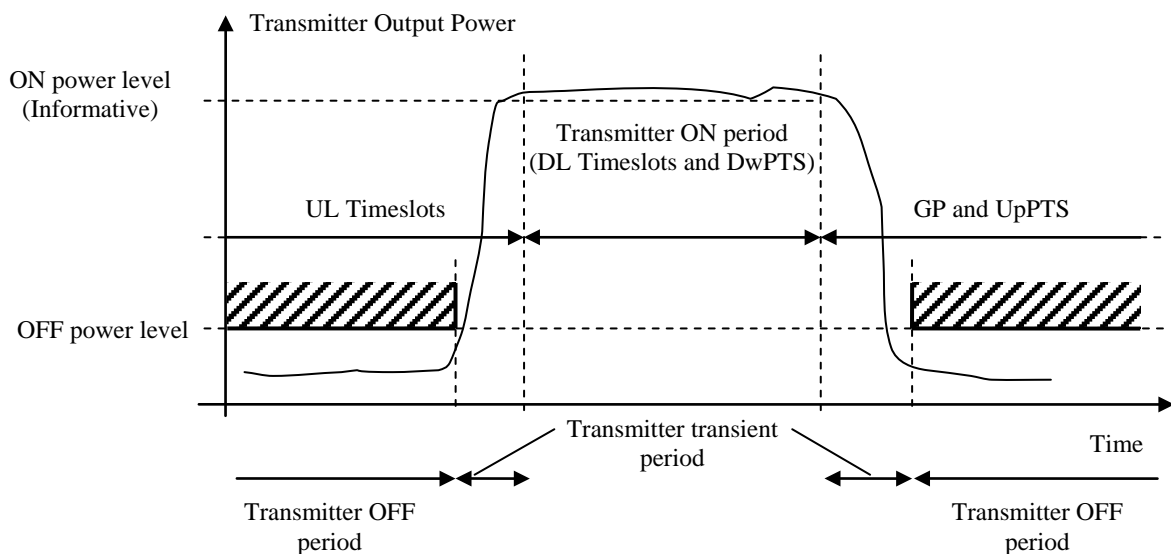 Transmitter Output Power
ON power level
(Informative)
Transmitter ON period
(DL Timeslots and DwPTS)
UL Timeslots
GP and UpPTS
OFF power level
Transmitter transient
period
Time
Transmitter OFF
period
Transmitter OFF
period